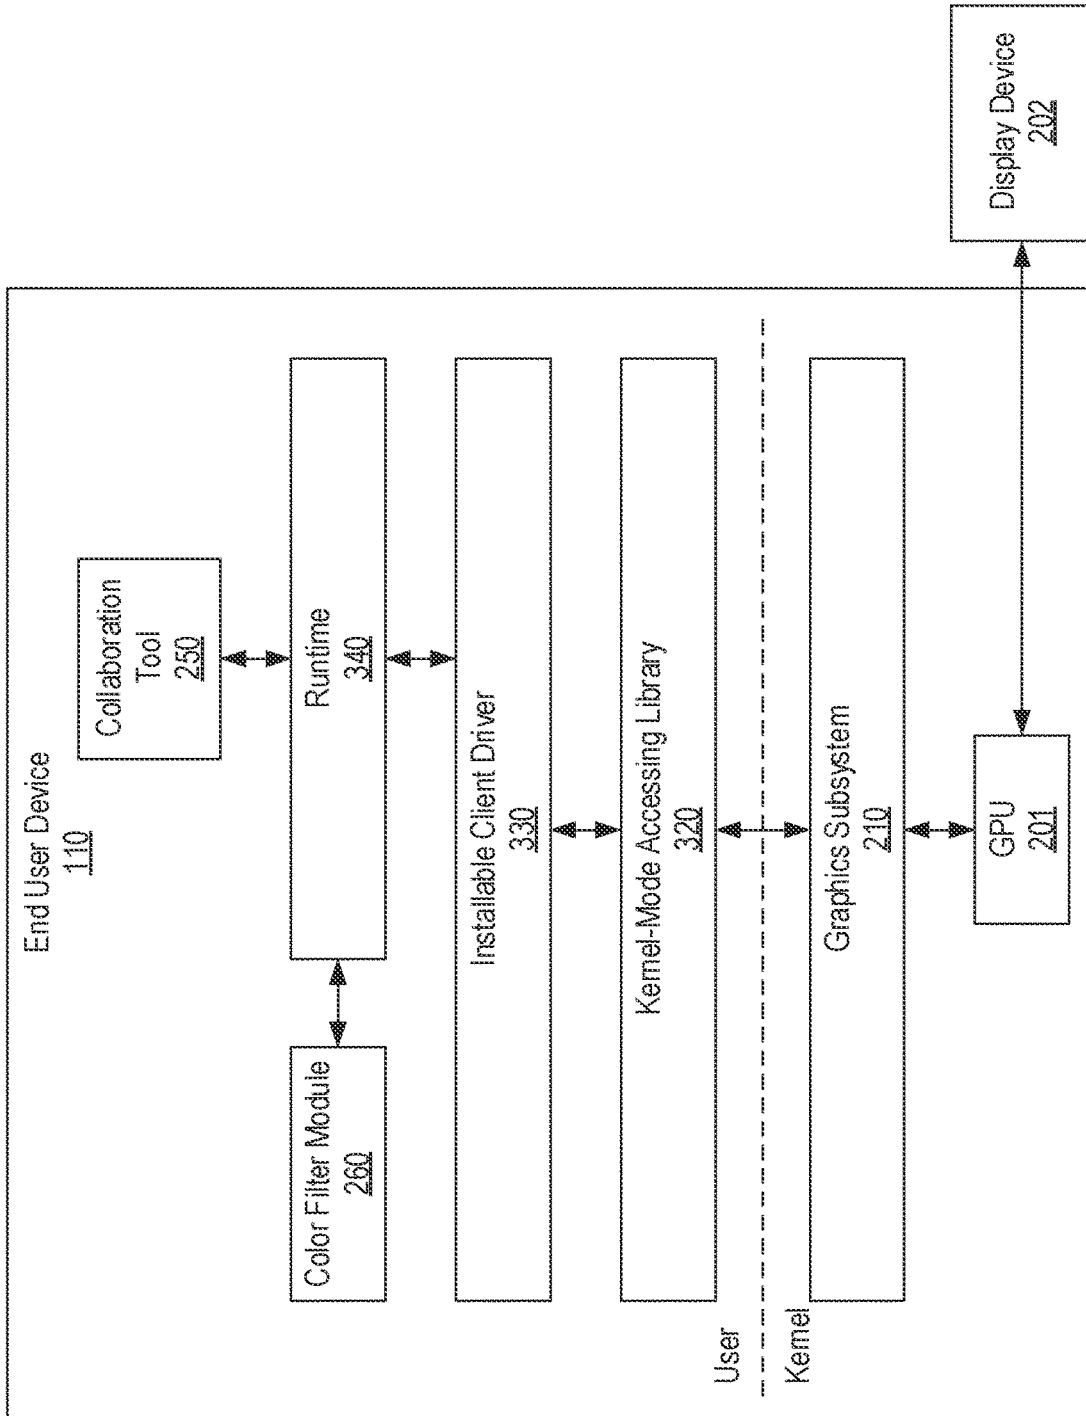 End User Device
110
Collaboration
Tool
250
Color Filter Module
260
Runtime
340
Installable Client Driver
330
Kernel-Mode Accessing Library
320
User
Kernel
Graphics Subsystem
210
GPU
201
Display Device
202